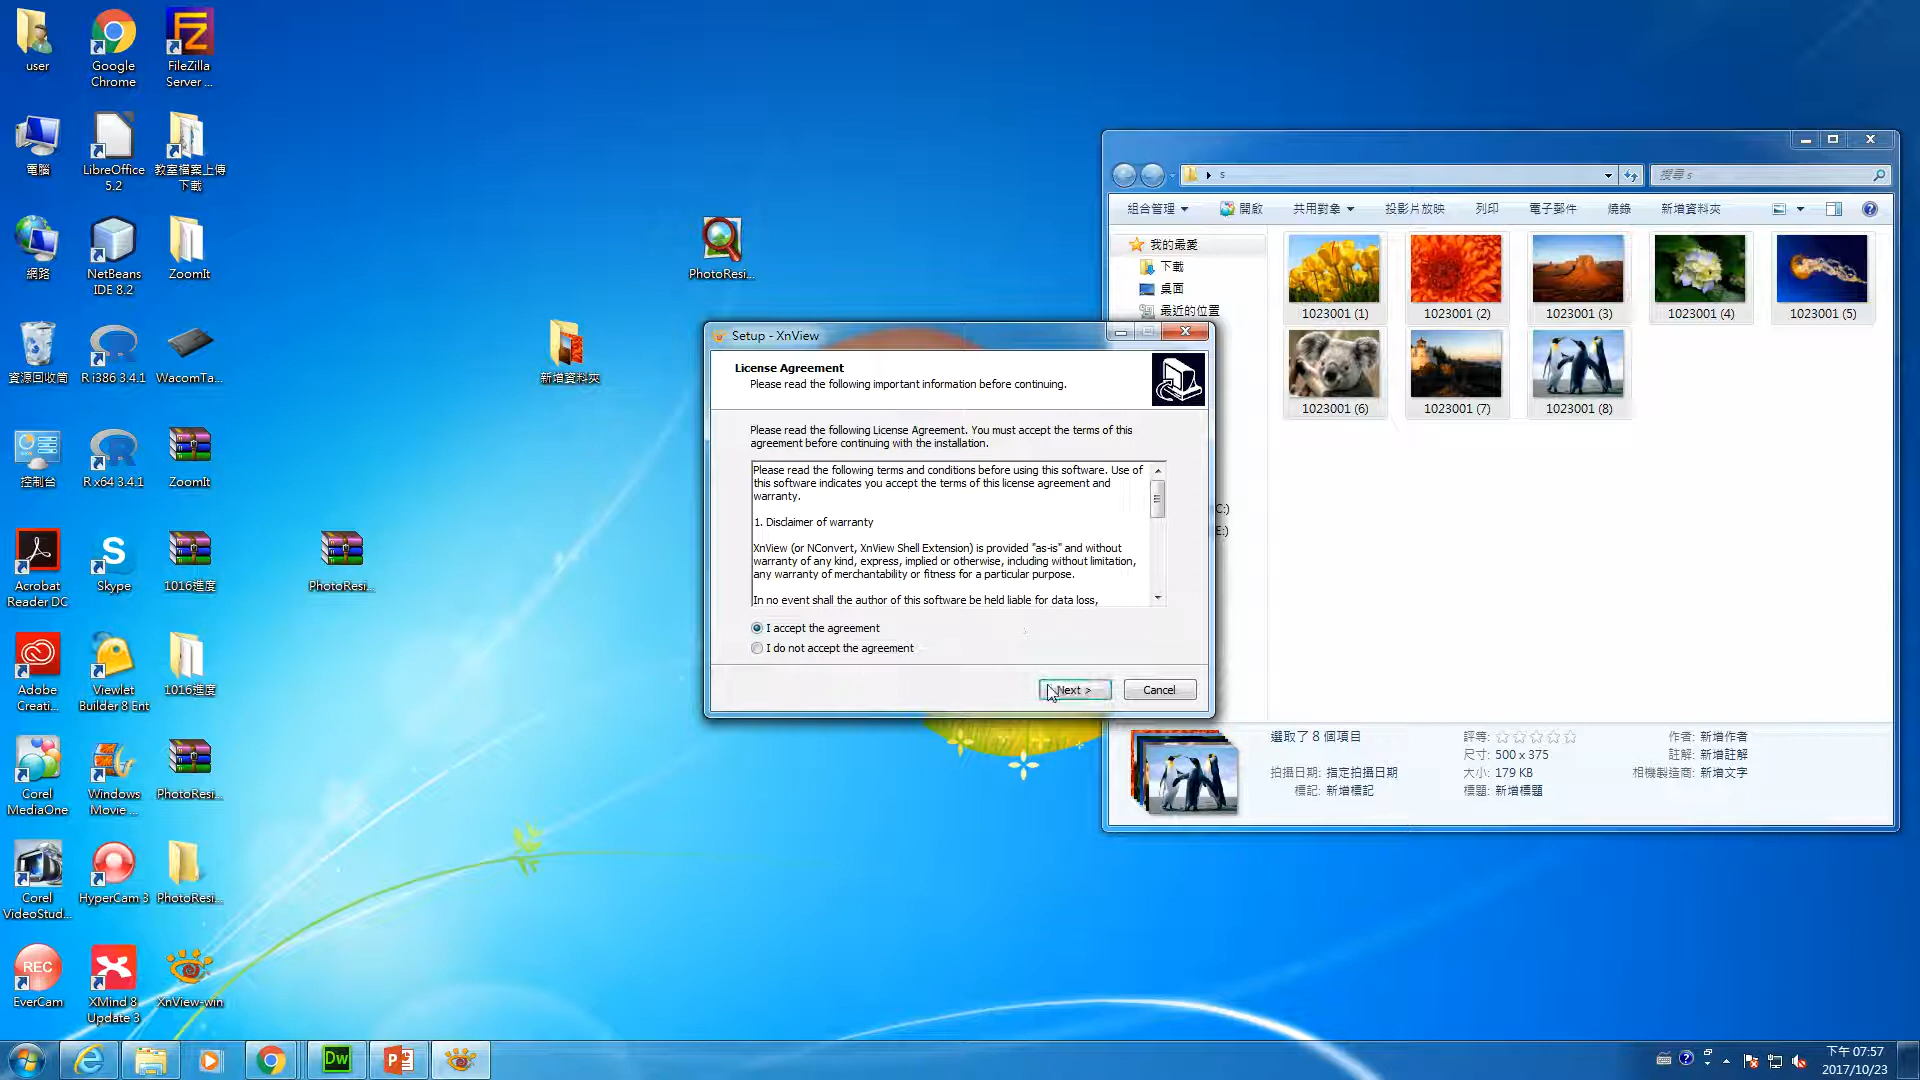 user
Google
Chrome
FileZilla
Server ...
電腦
LibreOffice
5.2
教室檔案上傳
下載
網路
NetBeans
IDE 8.2
ZoomIt
資源回收筒
R i386 3.4.1
WacomTa...
控制台
R x64 3.4.1
ZoomIt
Acrobat
Reader DC
Skype
1016進度
PhotoResi...
Adobe
Creati...
Viewlet
Builder 8 Ent
1016進度
Corel
MediaOne
Windows
Movie ...
PhotoResi...
Corel
VideoStud...
HyperCam 3
PhotoResi...
REC
EverCam
XMind 8
Update 3
XnView-win
PhotoResi...
新增資料夾
Setup - XnView
License Agreement
Please read the following important information before continuing.
Please read the following License Agreement. You must accept the terms of this
agreement before continuing with the installation.
Please read the following terms and conditions before using this software. Use of
this software indicates you accept the terms of this license agreement and
warranty.
1. Disclaimer of warranty
XnView (or NConvert, XnView Shell Extension) is provided "as-is" and without
warranty of any kind, express, implied or otherwise, including without limitation,
any warranty of merchantability or fitness for a particular purpose.
In no event shall the author of this software be held liable for data loss,
I accept the agreement
I do not accept the agreement
Next >
Cancel
s
搜尋 s
組合管理
開啟
共用對象
投影片放映
列印
電子郵件
燒錄
新增資料夾
我的最愛
下載
桌面
最近的位置
C:)
E:)
1023001 (1)
1023001 (2)
1023001 (3)
1023001 (4)
1023001 (5)
1023001 (6)
1023001 (7)
1023001 (8)
選取了 8 個項目
評等:
作者: 新增作者
尺寸: 500 x 375
註解: 新增註解
拍攝日期: 指定拍攝日期
大小: 179 KB
相機製造商: 新增文字
標記: 新增標記
標題: 新增標題
Dw
下午 07:57
2017/10/23